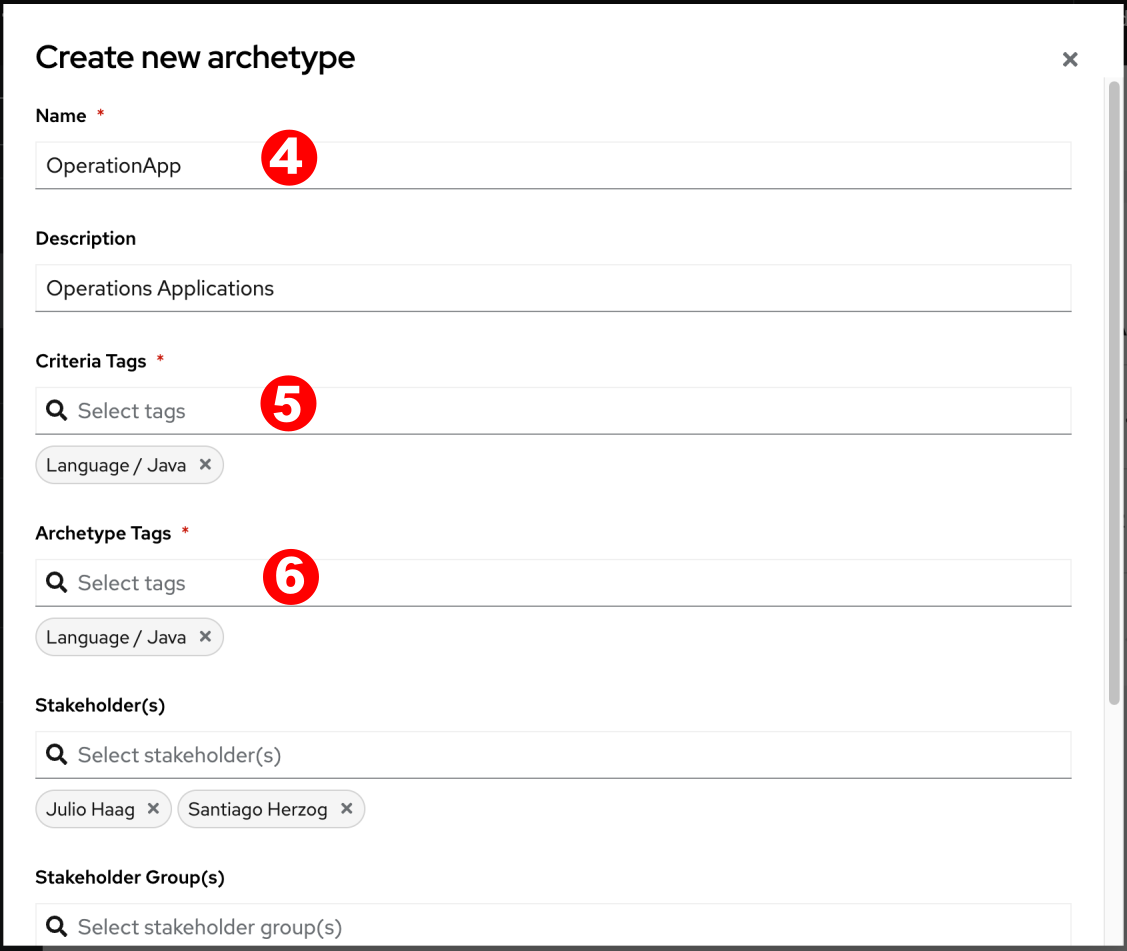 Create new archetype
Name *
OperationApp 4
Description
Operations Applications
Criteria Tags *
Select tags 5
Language / Java
Archetype Tags *
Select tags 6
Language / Java
Stakeholder(s)
Select stakeholder(s)
Julio Haag Santiago Herzog
Stakeholder Group(s)
Select stakeholder group(s)